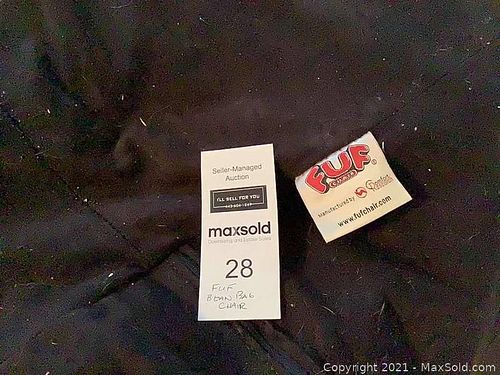 Seller-Managed
Auction
I'LL SELL FOR YOU
maxsold
Downsizing and Estate Sales
28
FUF
BEAN BAG
CHAIR
FUF®
CHAIR
Manufactured by Comfort
www.fufchair.com
Copyright 2021 - MaxSold.com